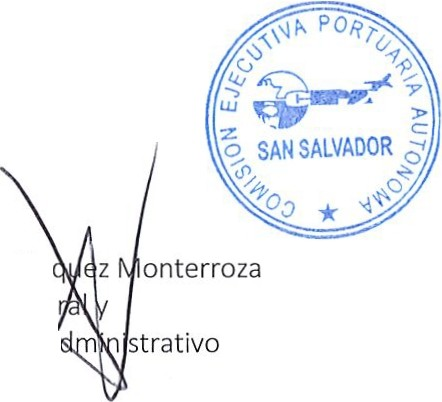 COMISION EJECUTIVA PORTUARIA AUTONOMA
SAN SALVADOR
quez Monterroza
ral y
dministrativo